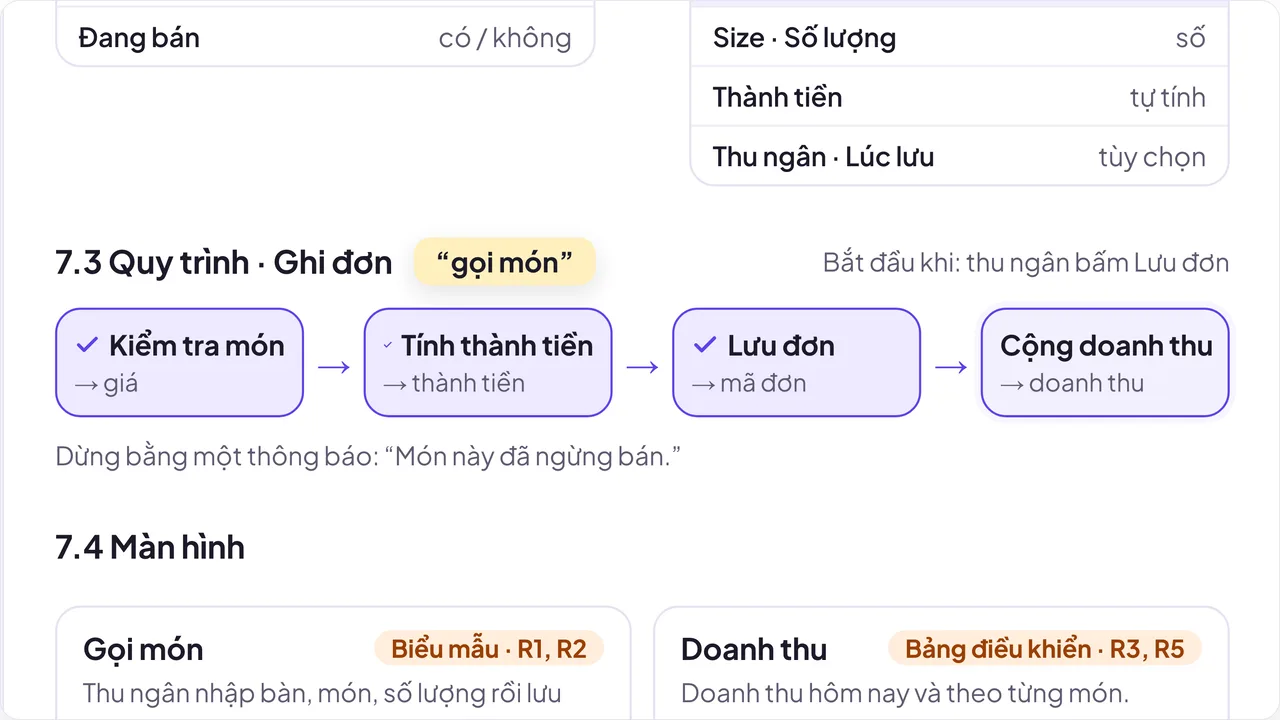 Đang bán có / không
Size · Số lượng số
Thành tiền tự tính
Thu ngân · Lúc lưu tùy chọn
7.3 Quy trình · Ghi đơn “gọi món” Bắt đầu khi: thu ngân bấm Lưu đơn
✓ Kiểm tra món → ✓ Tính thành tiền → ✓ Lưu đơn → Cộng doanh thu
→ giá → thành tiền → mã đơn → doanh thu
Dừng bằng một thông báo: “Món này đã ngừng bán.”
7.4 Màn hình
Gọi món Biểu mẫu · R1, R2
Thu ngân nhập bàn, món, số lượng rồi lưu
Doanh thu Bảng điều khiển · R3, R5
Doanh thu hôm nay và theo từng món.